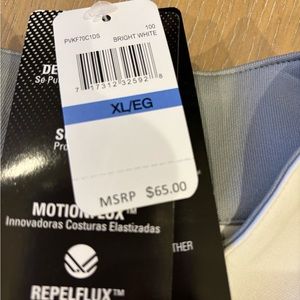 PVKF70C1DS 100
BRIGHT WHITE
7 17312 32592 8
XL/EG
MSRP $65.00
DE
Se Pu
S
Pro
MOTIONFLUX™
Innovadoras Costuras Elastizadas
THER
REPELFLUX™